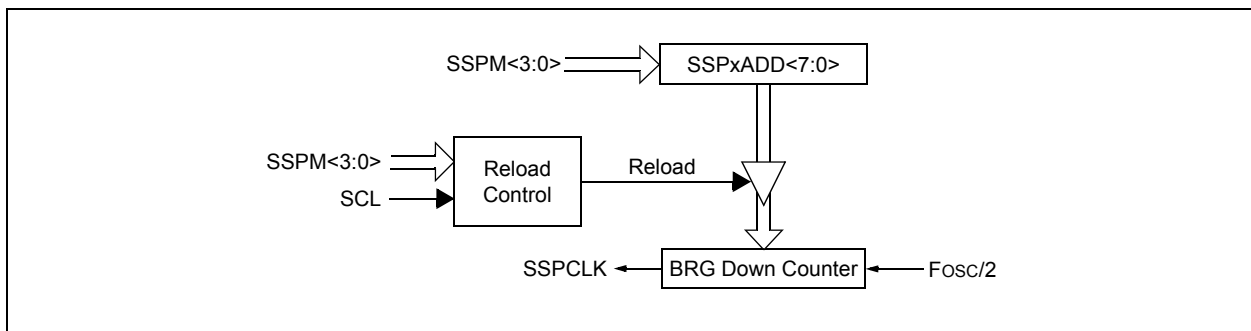 SSPM<3:0>
SSPxADD<7:0>
SSPM<3:0>
SCL
Reload
Control
Reload
SSPCLK
BRG Down Counter
FOSC/2